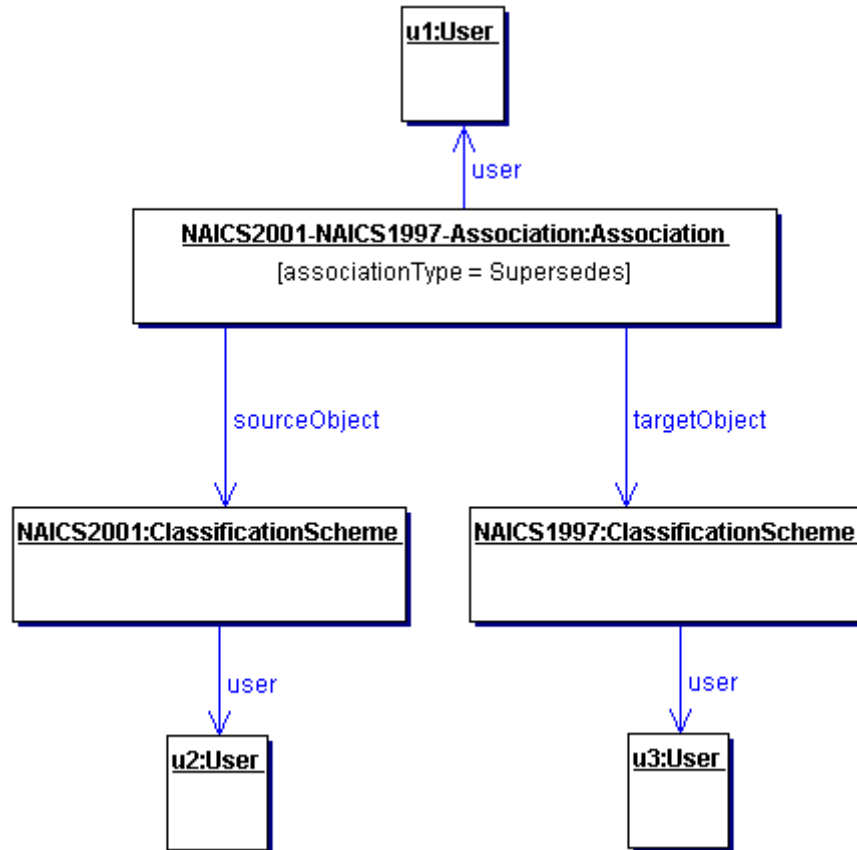 u1:User
user
NAICS2001-NAICS1997-Association:Association
[associationType = Supersedes]
sourceObject
targetObject
NAICS2001:ClassificationScheme
NAICS1997:ClassificationScheme
user
user
u2:User
u3:User